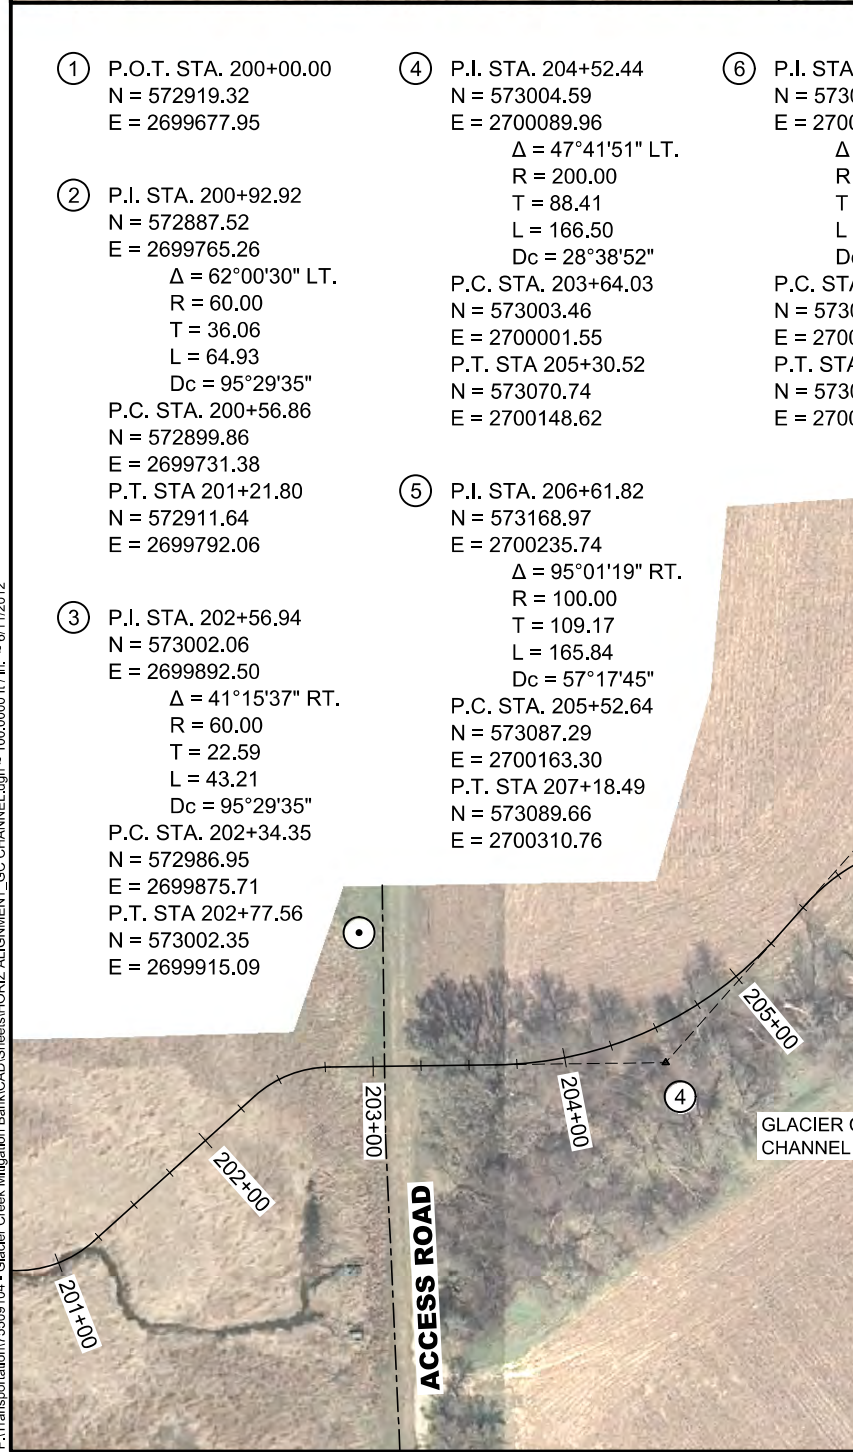 1 P.O.T. STA. 200+00.00
N = 572919.32
E = 2699677.95
2 P.I. STA. 200+92.92
N = 572887.52
E = 2699765.26
Δ = 62°00'30" LT.
R = 60.00
T = 36.06
L = 64.93
Dc = 95°29'35"
P.C. STA. 200+56.86
N = 572899.86
E = 2699731.38
P.T. STA 201+21.80
N = 572911.64
E = 2699792.06
3 P.I. STA. 202+56.94
N = 573002.06
E = 2699892.50
Δ = 41°15'37" RT.
R = 60.00
T = 22.59
L = 43.21
Dc = 95°29'35"
P.C. STA. 202+34.35
N = 572986.95
E = 2699875.71
P.T. STA 202+77.56
N = 573002.35
E = 2699915.09
4 P.I. STA. 204+52.44
N = 573004.59
E = 2700089.96
Δ = 47°41'51" LT.
R = 200.00
T = 88.41
L = 166.50
Dc = 28°38'52"
P.C. STA. 203+64.03
N = 573003.46
E = 2700001.55
P.T. STA 205+30.52
N = 573070.74
E = 2700148.62
5 P.I. STA. 206+61.82
N = 573168.97
E = 2700235.74
Δ = 95°01'19" RT.
R = 100.00
T = 109.17
L = 165.84
Dc = 57°17'45"
P.C. STA. 205+52.64
N = 573087.29
E = 2700163.30
P.T. STA 207+18.49
N = 573089.66
E = 2700310.76
6 P.I. STA
N = 573
E = 270
Δ
R
T
L
D
P.C. STA
N = 573
E = 270
P.T. STA
N = 573
E = 270
201+00
202+00
203+00
204+00
205+00
4
ACCESS ROAD
GLACIER
CHANNEL